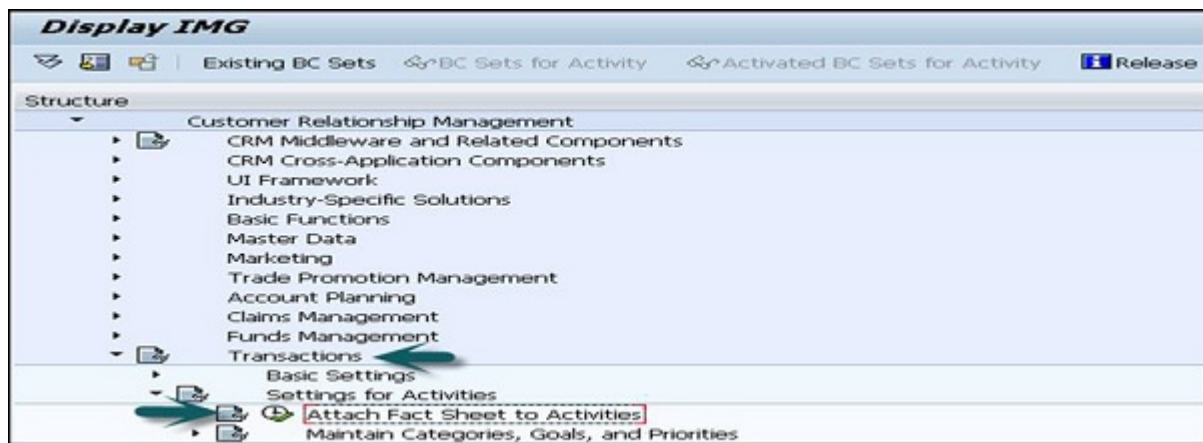 Display IMG
Existing BC Sets BC Sets for Activity Activated BC Sets for Activity Release
Structure
Customer Relationship Management
CRM Middleware and Related Components
CRM Cross-Application Components
UI Framework
Industry-Specific Solutions
Basic Functions
Master Data
Marketing
Trade Promotion Management
Account Planning
Claims Management
Funds Management
Transactions
Basic Settings
Settings for Activities
Attach Fact Sheet to Activities
Maintain Categories, Goals, and Priorities